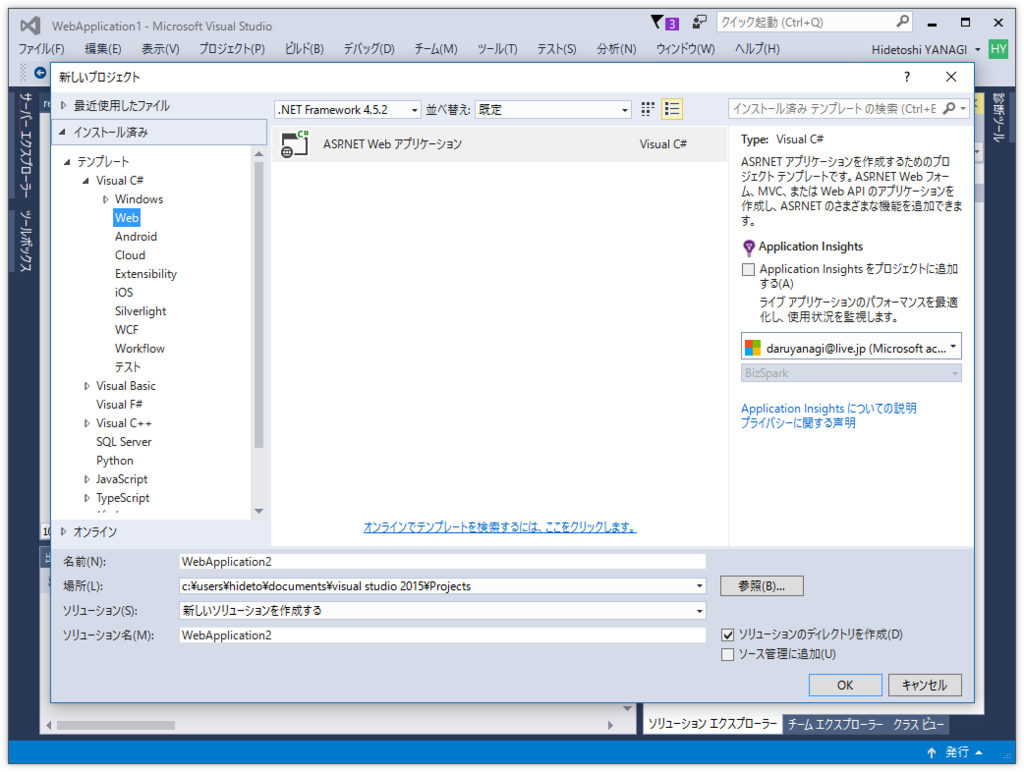 WebApplication1 - Microsoft Visual Studio
3
クイック起動 (Ctrl+Q)
ファイル(F) 編集(E) 表示(V) プロジェクト(P) ビルド(B) デバッグ(D) チーム(M) ツール(T) テスト(S) 分析(N) ウィンドウ(W) ヘルプ(H)
Hidetoshi YANAGI HY
サーバー エクスプローラー
ツールボックス
診断ツール
新しいプロジェクト
?
最近使用したファイル
インストール済み
テンプレート
Visual C#
Windows
Web
Android
Cloud
Extensibility
iOS
Silverlight
WCF
Workflow
テスト
Visual Basic
Visual F#
Visual C++
SQL Server
Python
JavaScript
TypeScript
オンライン
.NET Framework 4.5.2 並べ替え: 既定
ASP.NET Web アプリケーション Visual C#
オンラインでテンプレートを検索するには、ここをクリックします。
インストール済み テンプレート の検索 (Ctrl+E
Type: Visual C#
ASP.NET アプリケーションを作成するためのプロ
ジェクト テンプレートです。ASP.NET Web フォー
ム、MVC、または Web API のアプリケーションを
作成し、ASP.NET のさまざまな機能を追加できま
す。
Application Insights
Application Insights をプロジェクトに追加
する(A)
ライブ アプリケーションのパフォーマンスを最適
化し、使用状況を監視します。
daruyanagi@live.jp (Microsoft ac...
BizSpark
Application Insights についての説明
プライバシーに関する声明
名前(N): WebApplication2
場所(L): c:¥users¥hideto¥documents¥visual studio 2015¥Projects 参照(B)...
ソリューション(S): 新しいソリューションを作成する
ソリューション名(M): WebApplication2
ソリューションのディレクトリを作成(D)
ソース管理に追加(U)
OK キャンセル
ソリューション エクスプローラー チーム エクスプローラー クラス ビュー
発行